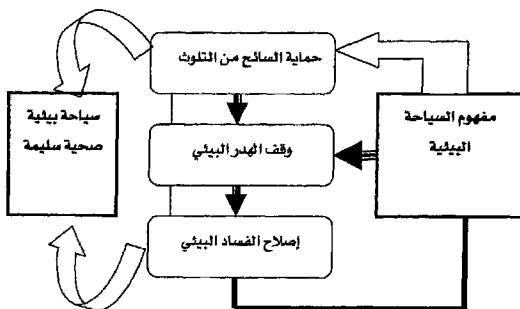 حماية السائح من التلوث
مفهوم السياحة
البيئية
وقف الهدر البيئي
سياحة بيئية
صحية سليمة
إصلاح الفساد البيئي